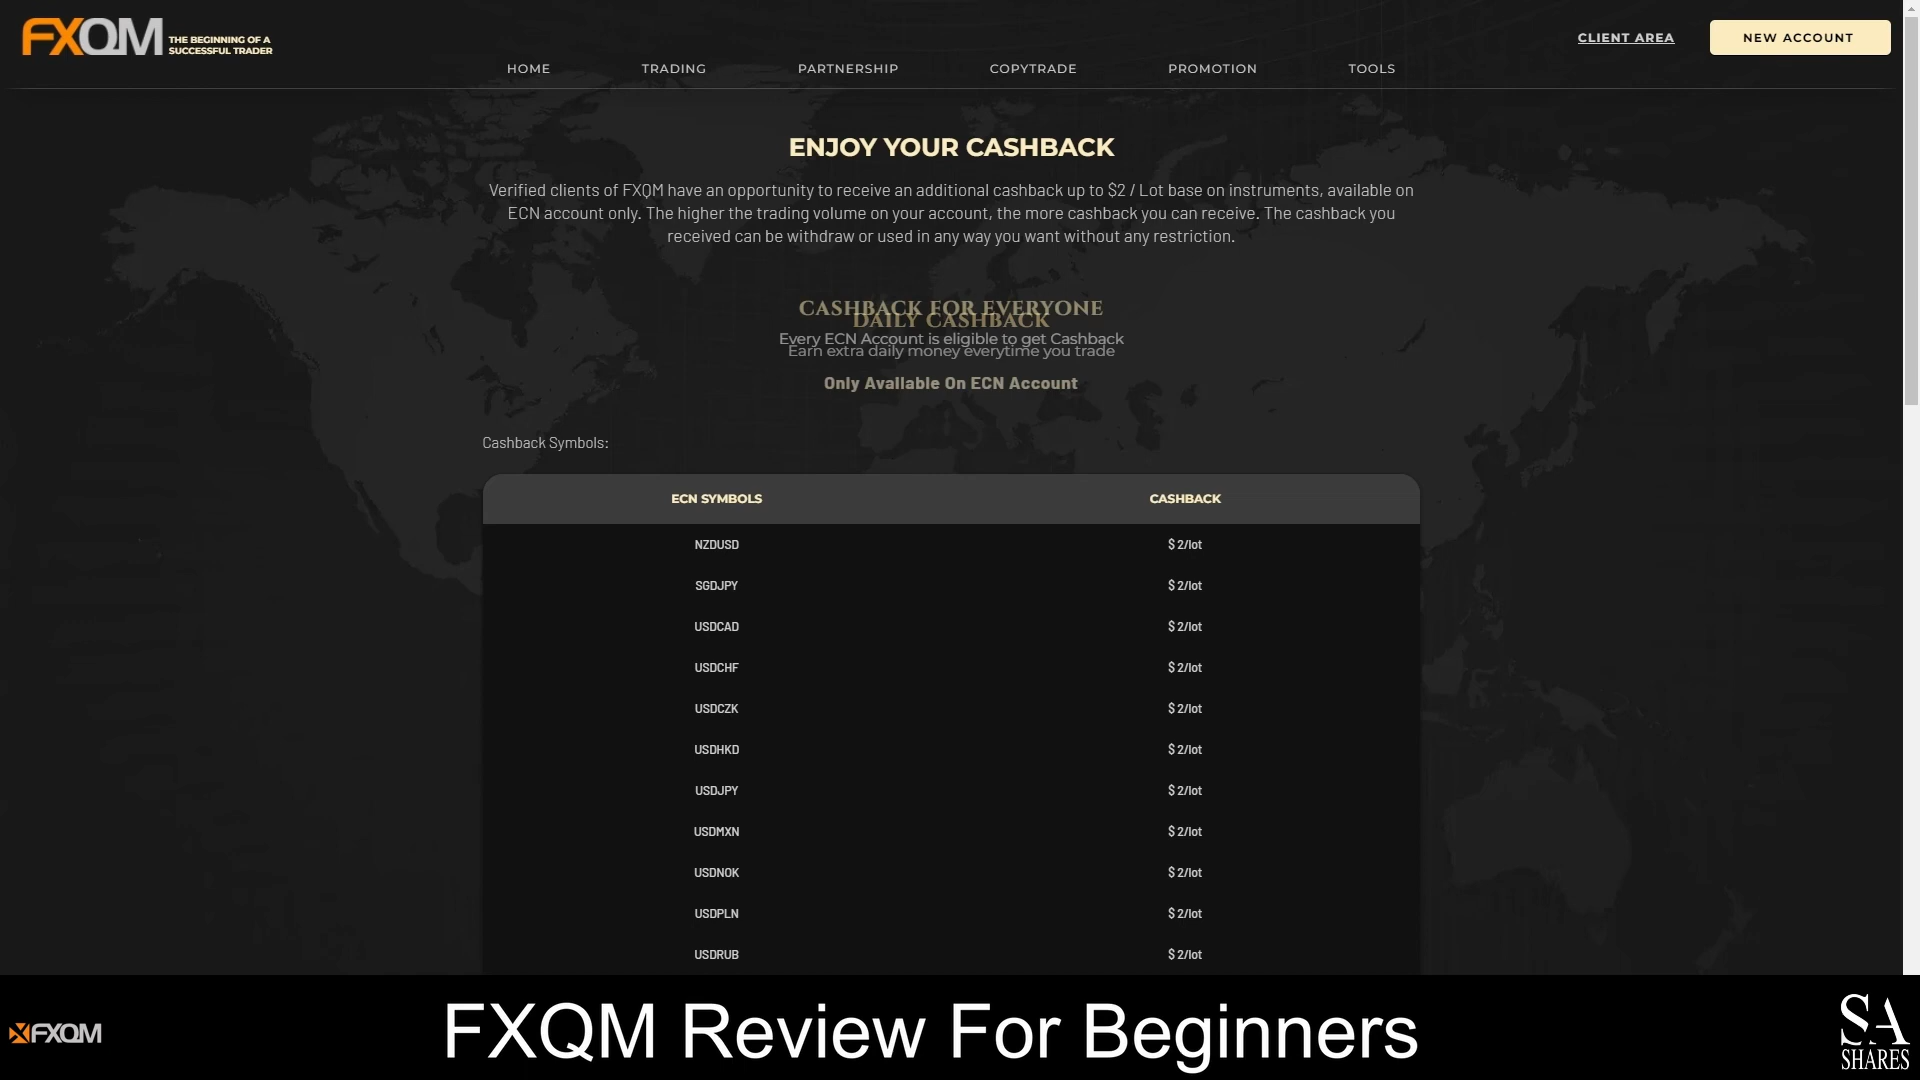 FXQM THE BEGINNING OF A
SUCCESSFUL TRADER
CLIENT AREA
NEW ACCOUNT
HOME TRADING PARTNERSHIP COPYTRADE PROMOTION TOOLS
ENJOY YOUR CASHBACK
Verified clients of FXQM have an opportunity to receive an additional cashback up to $2 / Lot base on instruments, available on
ECN account only. The higher the trading volume on your account, the more cashback you can receive. The cashback you
received can be withdraw or used in any way you want without any restriction.
CASHBACK FOR EVERYONE
DAILY CASHBACK
Every ECN Account is eligible to get Cashback
Earn extra daily money everytime you trade
Only Available On ECN Account
Cashback Symbols:
ECN SYMBOLS CASHBACK
NZDUSD $ 2/lot
SGDJPY $ 2/lot
USDCAD $ 2/lot
USDCHF $ 2/lot
USDCZK $ 2/lot
USDHKD $ 2/lot
USDJPY $ 2/lot
USDMXN $ 2/lot
USDNOK $ 2/lot
USDPLN $ 2/lot
USDRUB $ 2/lot
FXQM
FXQM Review For Beginners
SA
SHARES